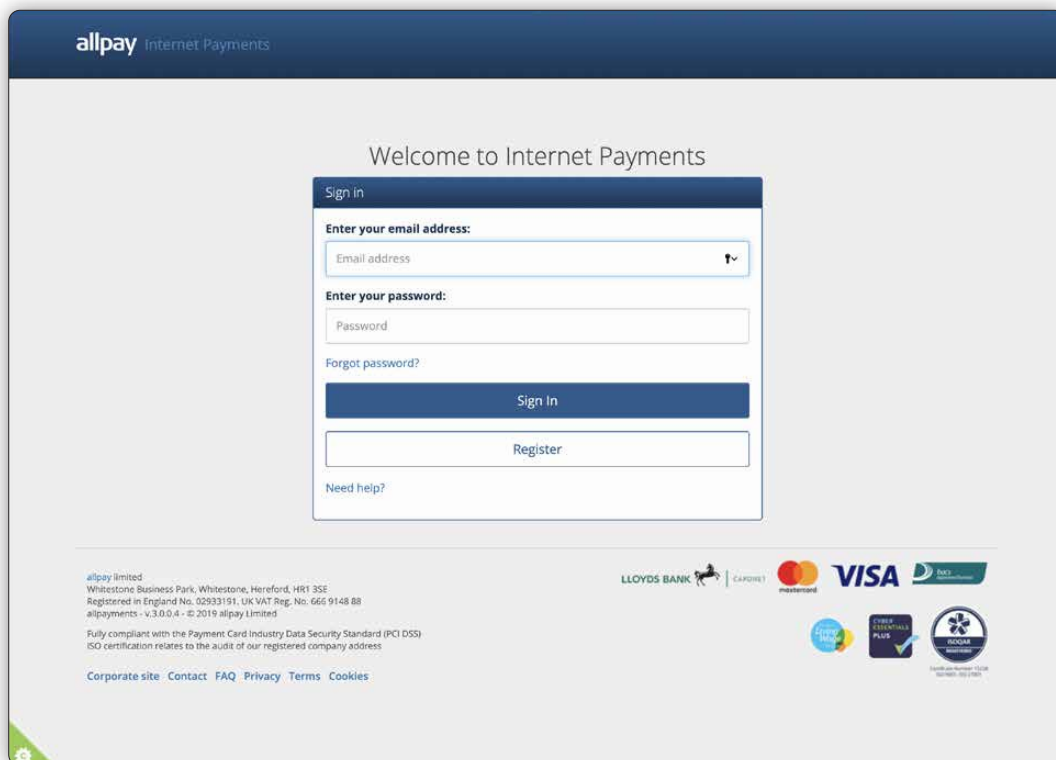 allpay Internet Payments
Welcome to Internet Payments
Sign in
Enter your email address:
Email address
Enter your password:
Password
Forgot password?
Sign In
Register
Need help?
allpay limited
Whitestone Business Park, Whitestone, Hereford, HR1 3SE
Registered in England No. 02933191, UK VAT Reg. No. 666 9148 88
allpayments - v.3.0.0.4 - © 2019 allpay Limited
Fully compliant with the Payment Card Industry Data Security Standard (PCI DSS)
ISO certification relates to the audit of our registered company address
Corporate site Contact FAQ Privacy Terms Cookies
LLOYDS BANK CARDNET
mastercard
VISA
Bacs
Living Wage
CYBER ESSENTIALS PLUS
ISOQAR
REGISTERED